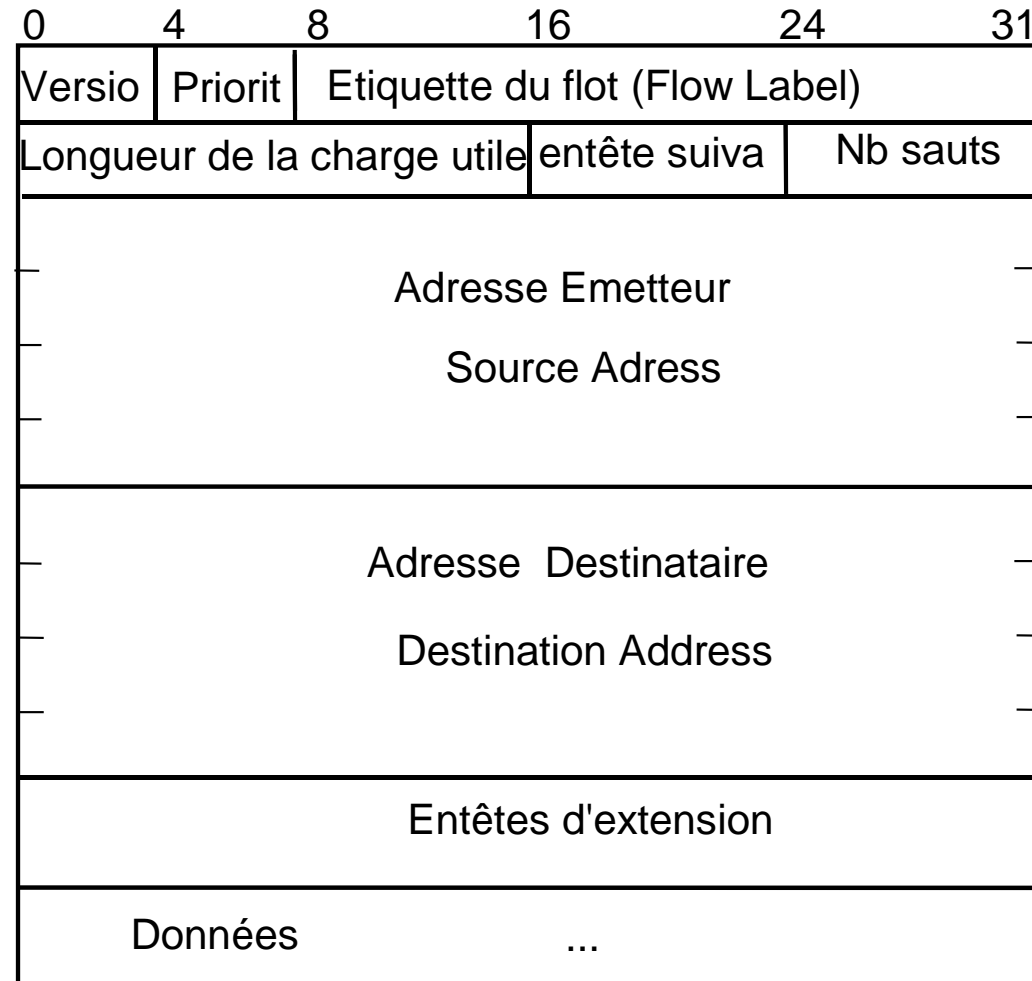 0 4 8 16 24 31
Versio Priorit Etiquette du flot (Flow Label)
Longueur de la charge utile entête suiva Nb sauts
Adresse Emetteur
Source Adress
Adresse Destinataire
Destination Address
Entêtes d'extension
Données ...